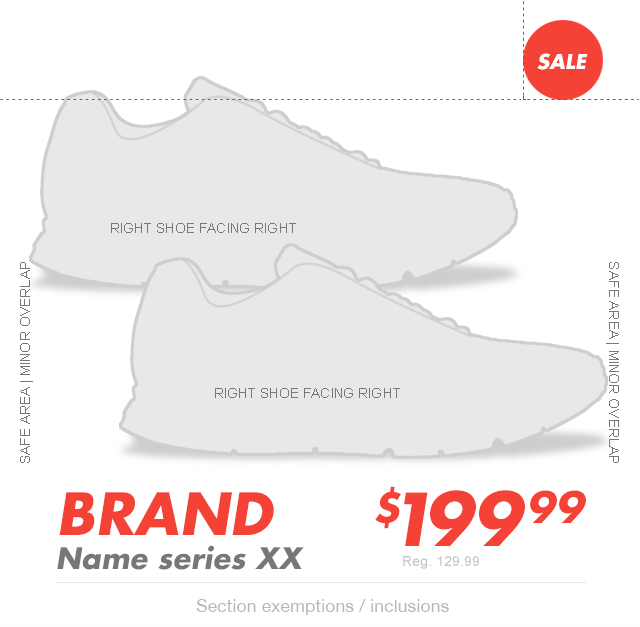 SALE
RIGHT SHOE FACING RIGHT
SAFE AREA | MINOR OVERLAP
SAFE AREA | MINOR OVERLAP
RIGHT SHOE FACING RIGHT
BRAND
$19999
Name series XX
Reg. 129.99
Section exemptions / inclusions